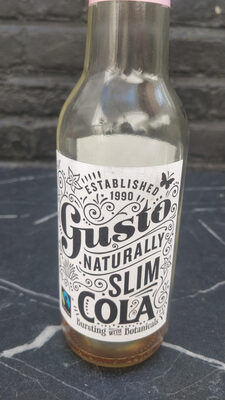 ESTABLISHED
1990
Gusto
NATURALLY
SLIM
COLA
Bursting WITH Botanicals